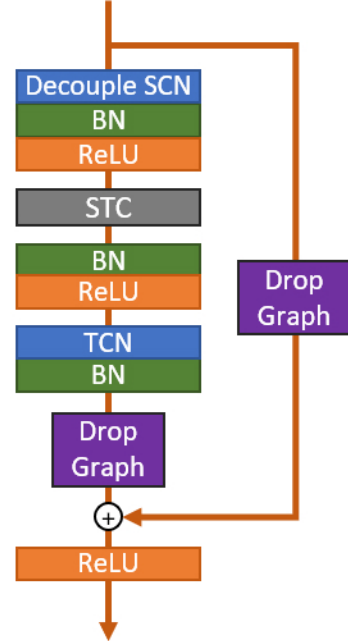 Decouple SCN
BN
ReLU
STC
BN
ReLU
TCN
BN
Drop
Graph
+
ReLU
Drop
Graph